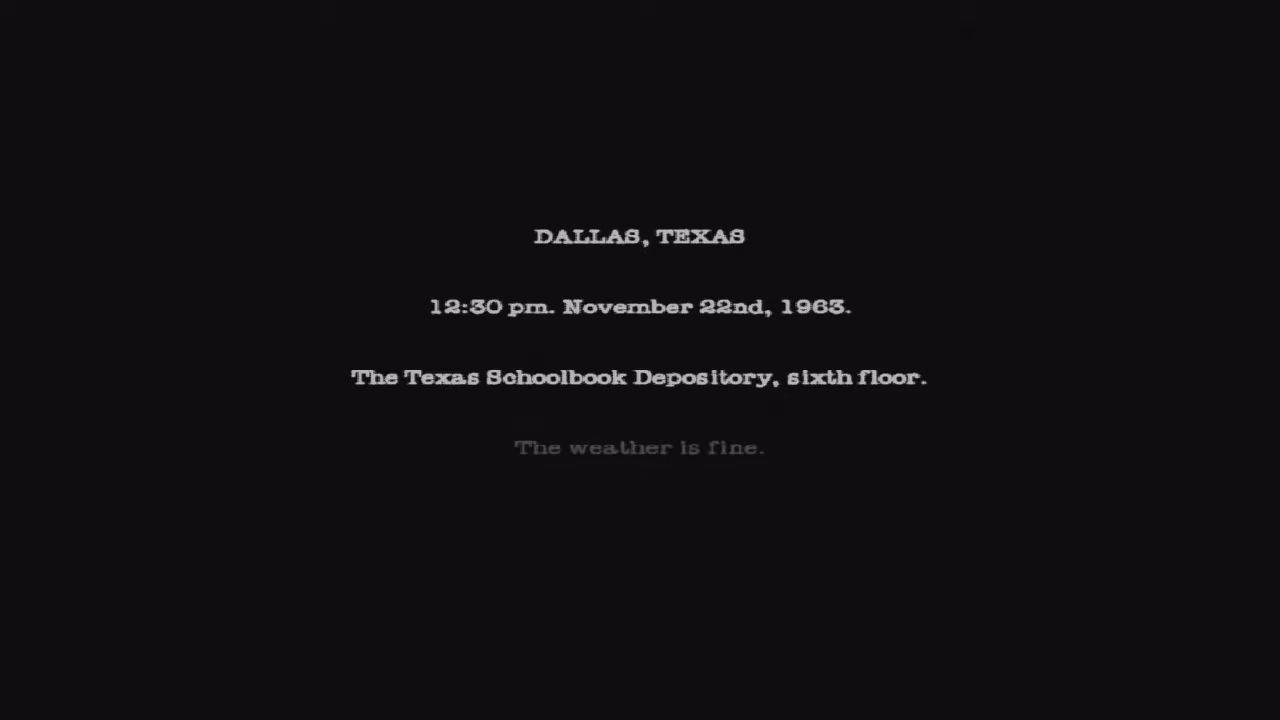 DALLAS, TEXAS
12:30 pm. November 22nd, 1963.
The Texas Schoolbook Depository, sixth floor.
The weather is fine.